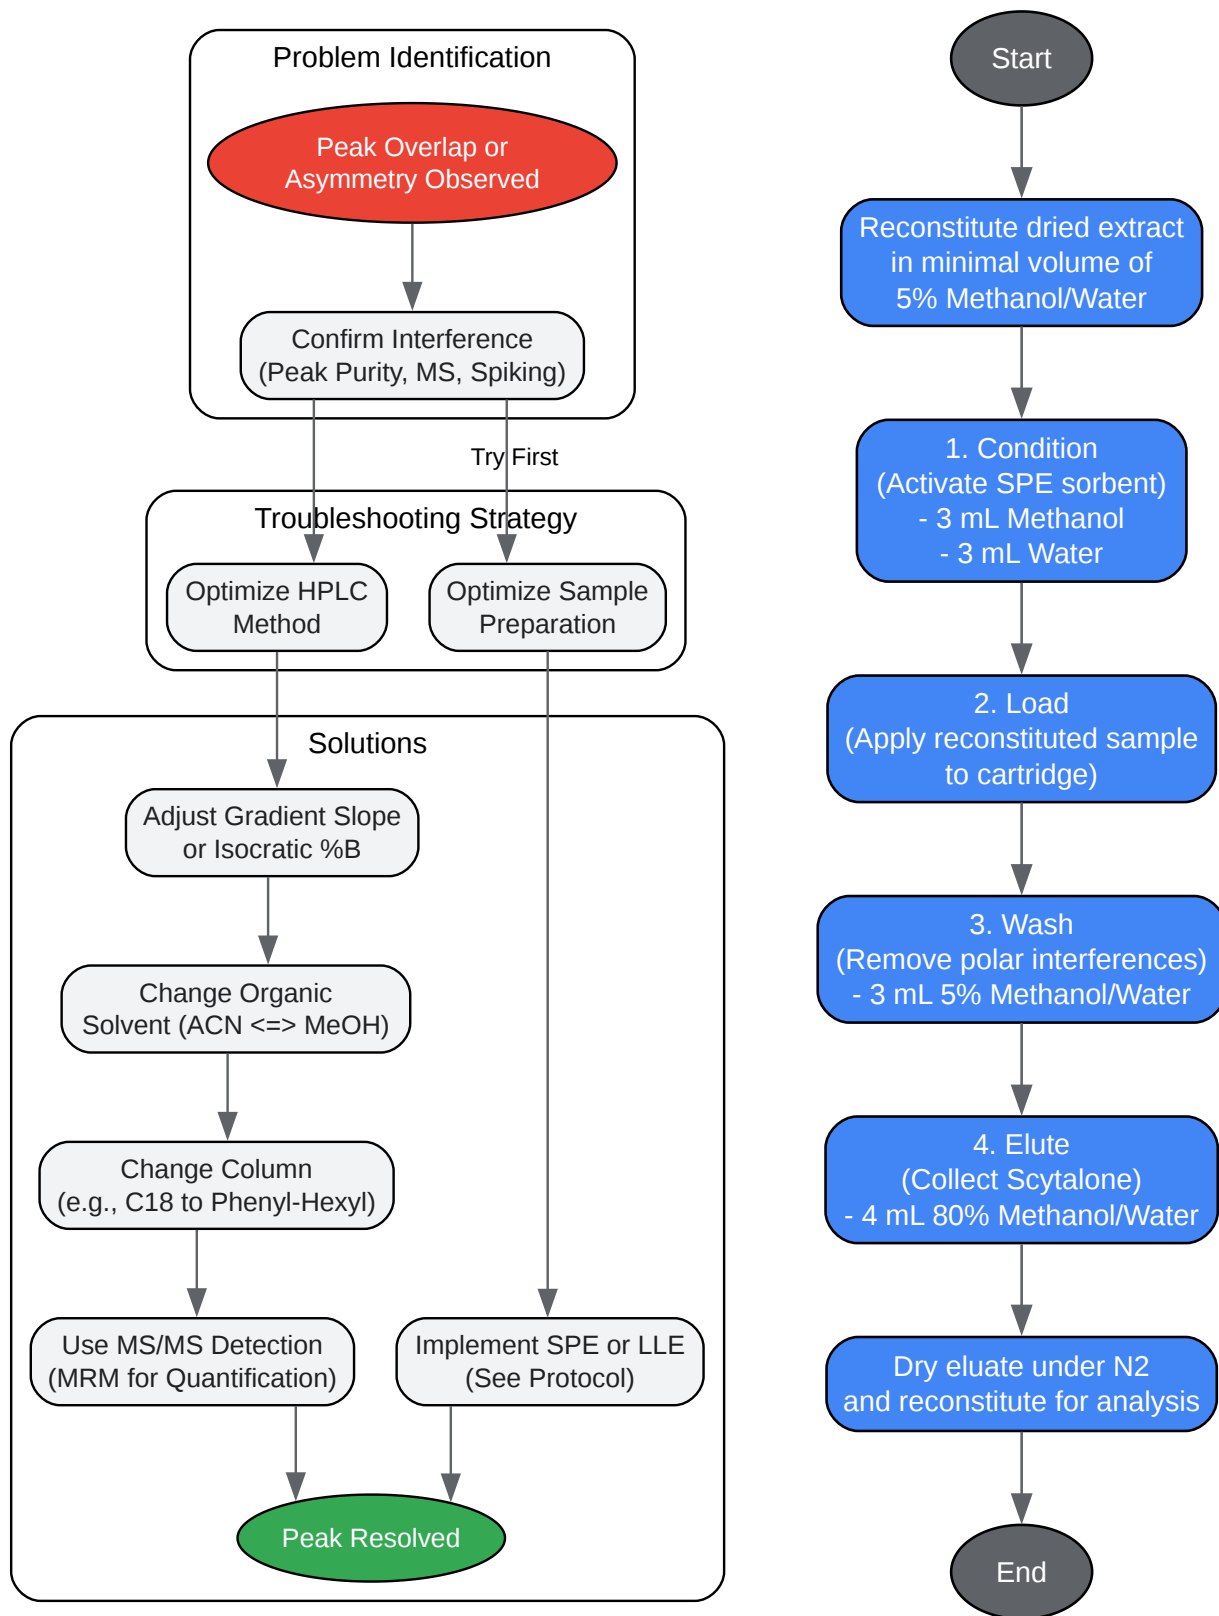 Problem Identification
Peak Overlap or
Asymmetry Observed
Confirm Interference
(Peak Purity, MS, Spiking)
Try First
Troubleshooting Strategy
Optimize HPLC
Method
Optimize Sample
Preparation
Solutions
Adjust Gradient Slope
or Isocratic %B
Change Organic
Solvent (ACN <=> MeOH)
Change Column
(e.g., C18 to Phenyl-Hexyl)
Use MS/MS Detection
(MRM for Quantification)
Implement SPE or LLE
(See Protocol)
Peak Resolved
Start
Reconstitute dried extract
in minimal volume of
5% Methanol/Water
1. Condition
(Activate SPE sorbent)
- 3 mL Methanol
- 3 mL Water
2. Load
(Apply reconstituted sample
to cartridge)
3. Wash
(Remove polar interferences)
- 3 mL 5% Methanol/Water
4. Elute
(Collect Scytalone)
- 4 mL 80% Methanol/Water
Dry eluate under N2
and reconstitute for analysis
End